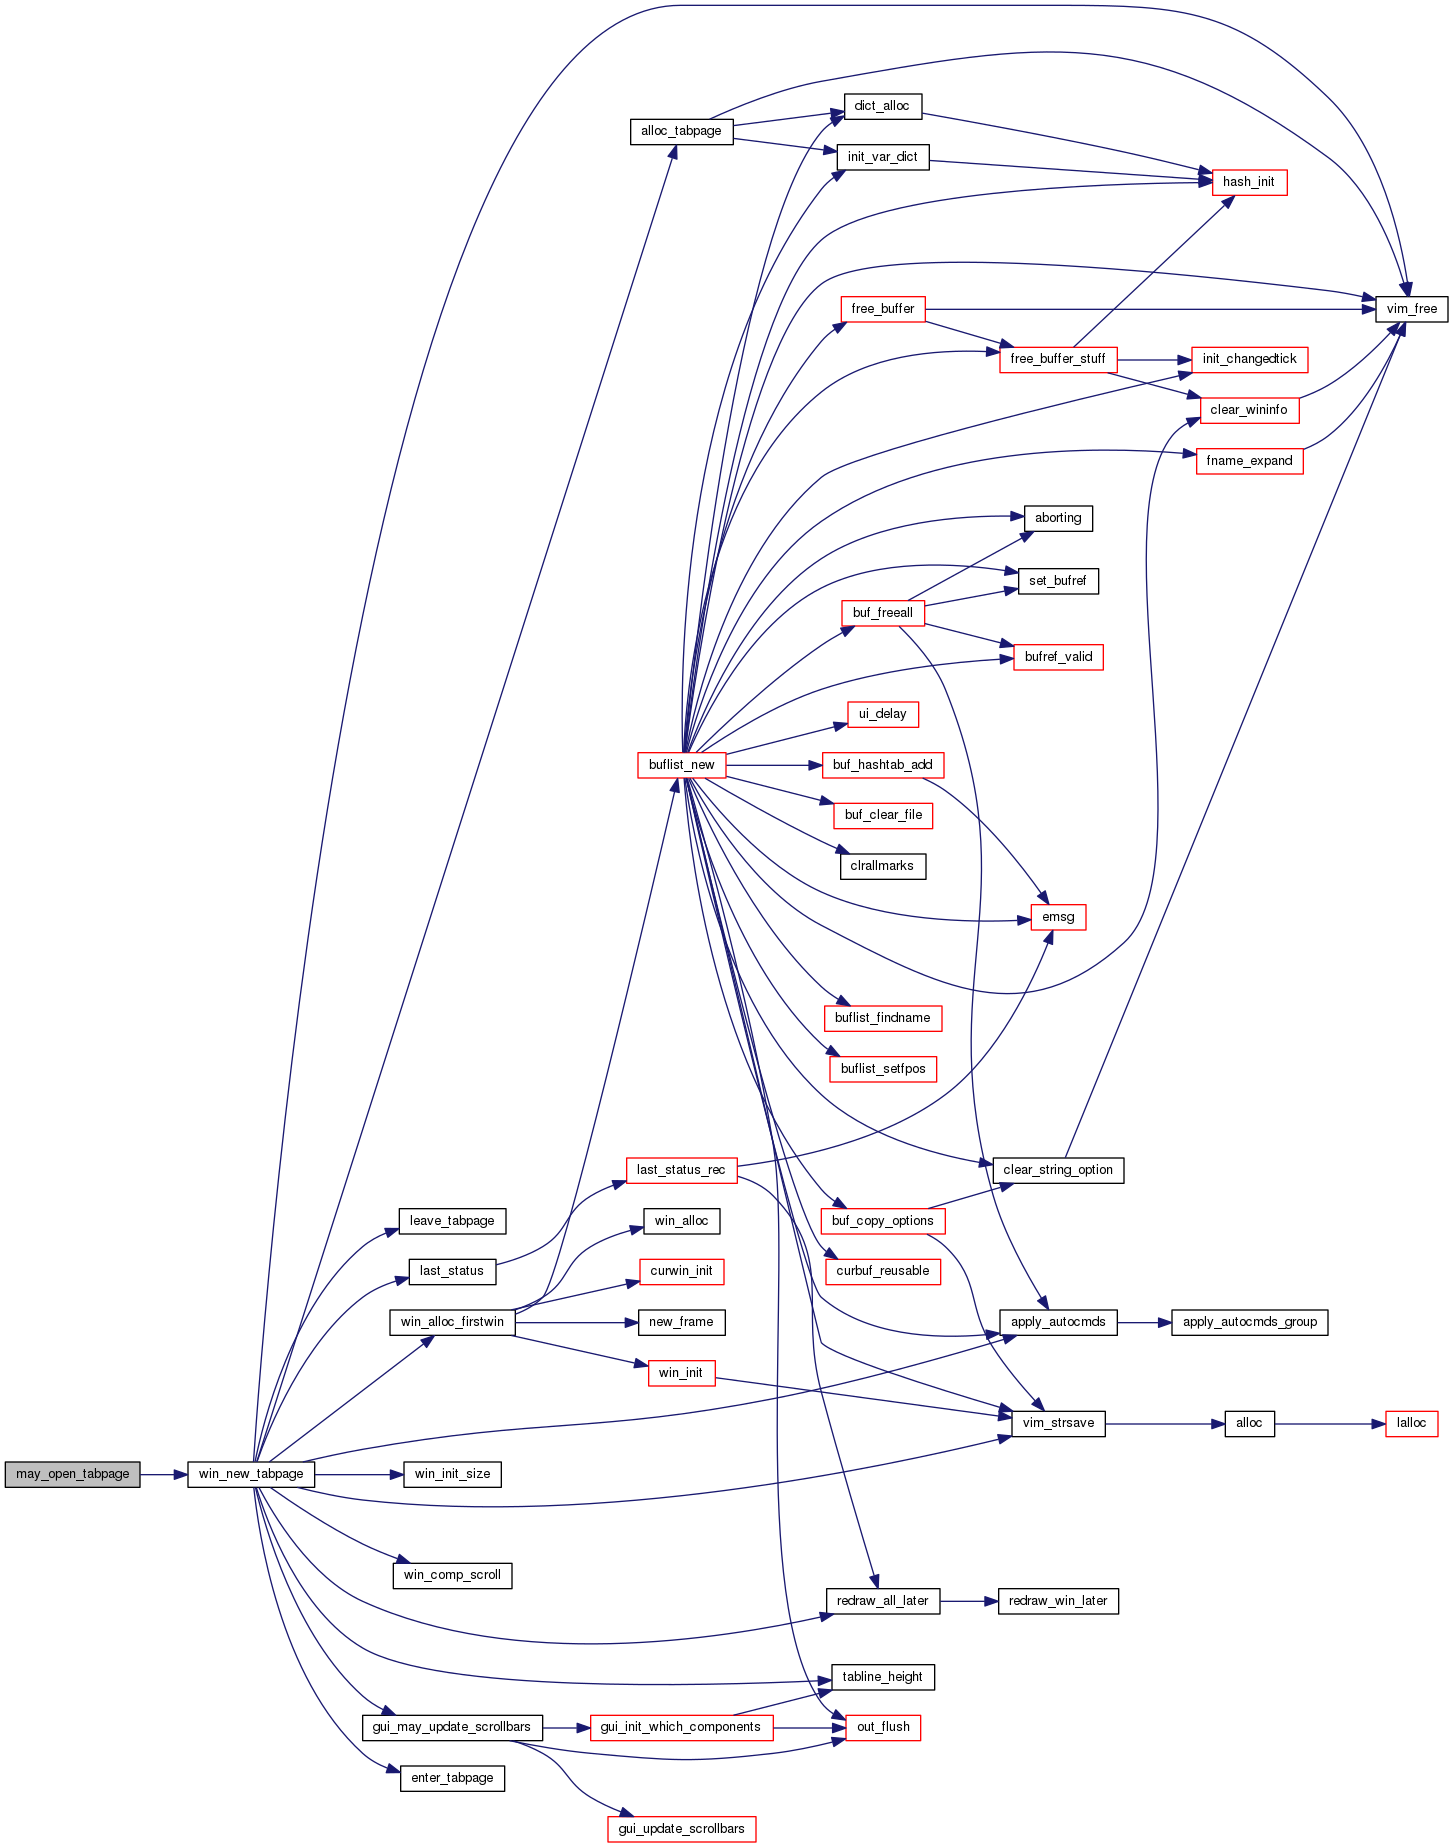 dict_alloc
alloc_tabpage
init_var_dict
hash_init
free_buffer
vim_free
free_buffer_stuff
init_changedtick
clear_wininfo
fname_expand
aborting
set_bufref
buf_freeall
bufref_valid
ui_delay
buflist_new
buf_hashtab_add
buf_clear_file
clrallmarks
emsg
buflist_findname
buflist_setfpos
last_status_rec
clear_string_option
leave_tabpage
win_alloc
buf_copy_options
last_status
curwin_init
curbuf_reusable
win_alloc_firstwin
new_frame
apply_autocmds
apply_autocmds_group
win_init
vim_strsave
alloc
lalloc
may_open_tabpage
win_new_tabpage
win_init_size
win_comp_scroll
redraw_all_later
redraw_win_later
tabline_height
gui_may_update_scrollbars
gui_init_which_components
out_flush
enter_tabpage
gui_update_scrollbars